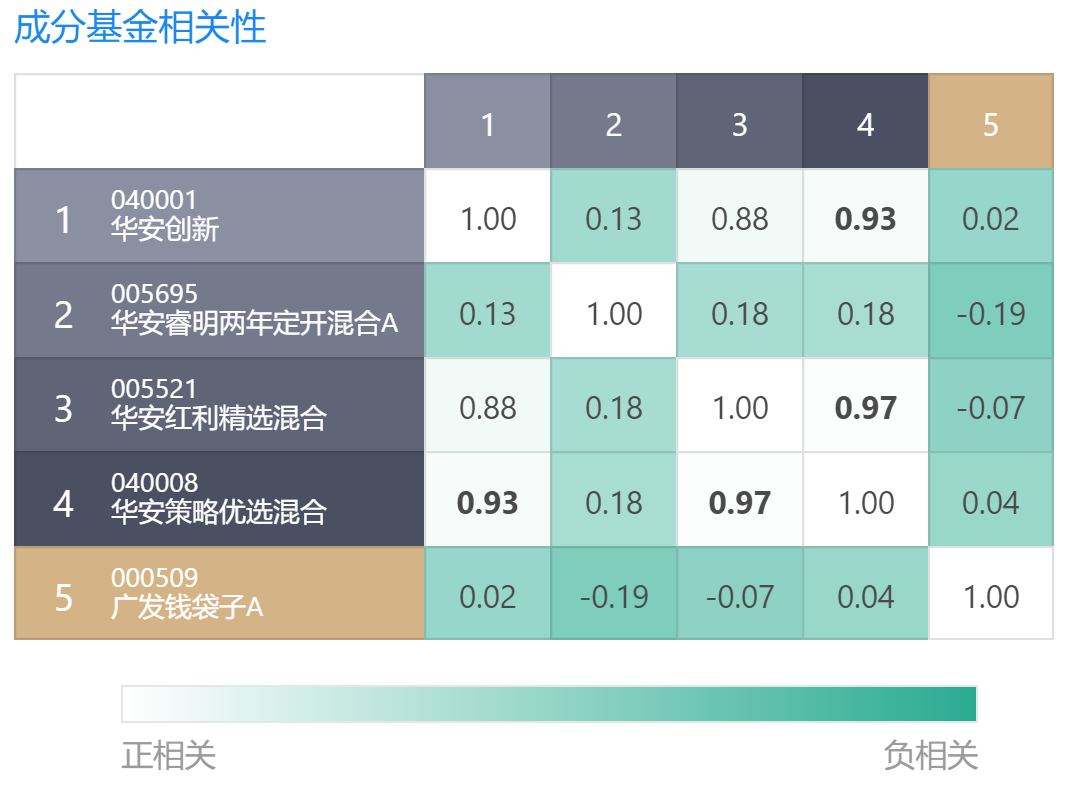 成分基金相关性
1 2 3 4 5
1 040001 华安创新 1.00 0.13 0.88 0.93 0.02
2 005695 华安睿明两年定开混合A 0.13 1.00 0.18 0.18 -0.19
3 005521 华安红利精选混合 0.88 0.18 1.00 0.97 -0.07
4 040008 华安策略优选混合 0.93 0.18 0.97 1.00 0.04
5 000509 广发钱袋子A 0.02 -0.19 -0.07 0.04 1.00
正相关 负相关